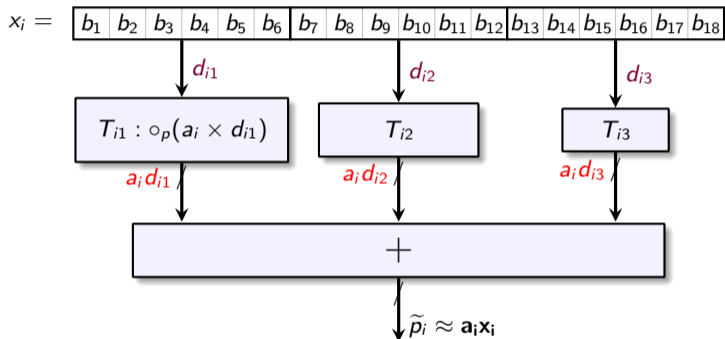 xᵢ = b₁ b₂ b₃ b₄ b₅ b₆ b₇ b₈ b₉ b₁₀ b₁₁ b₁₂ b₁₃ b₁₄ b₁₅ b₁₆ b₁₇ b₁₈
dᵢ₁ dᵢ₂ dᵢ₃
Tᵢ₁ : ∘ₚ(aᵢ × dᵢ₁) Tᵢ₂ Tᵢ₃
aᵢdᵢ₁ aᵢdᵢ₂ aᵢdᵢ₃
+
p̃ᵢ ≈ aᵢxᵢ